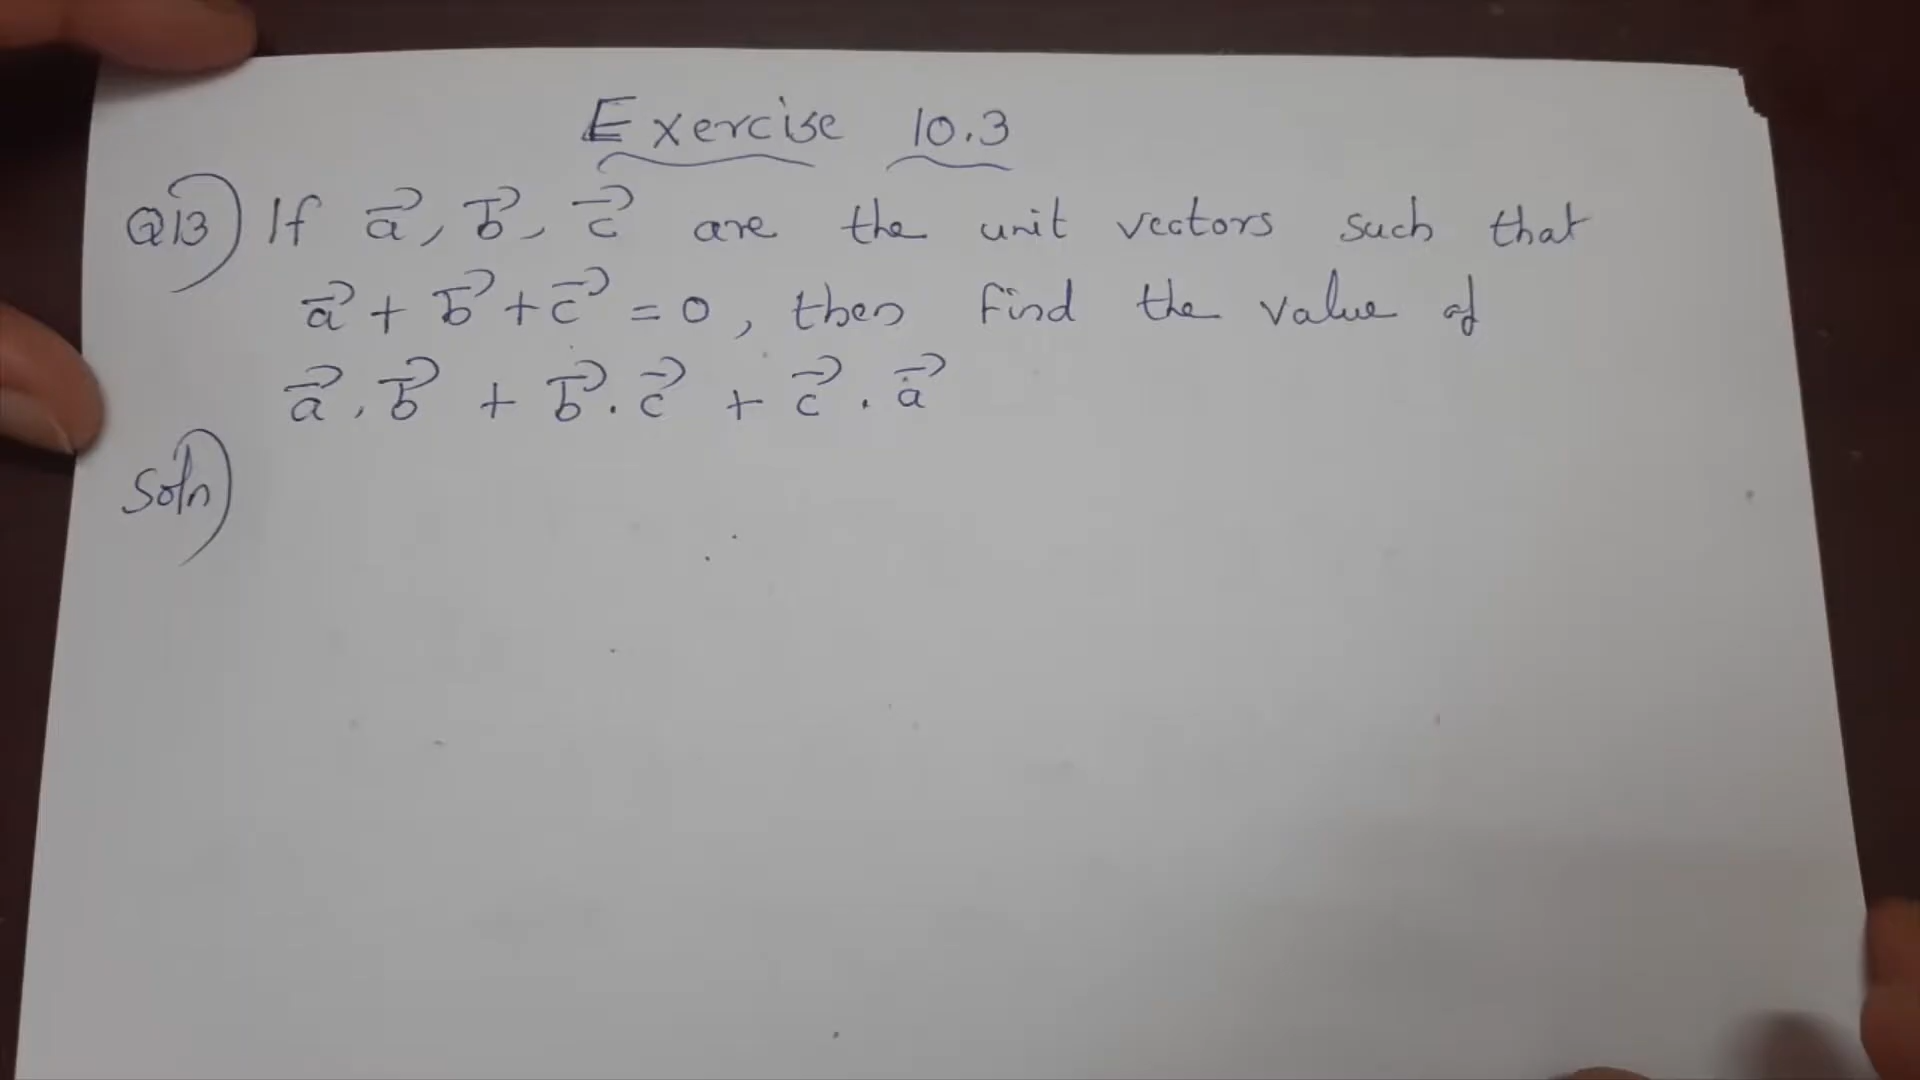 Exercise 10.3
Q13) If a⃗, b⃗, c⃗ are the unit vectors such that
a⃗ + b⃗ + c⃗ = 0, then find the value of
a⃗ . b⃗ + b⃗ . c⃗ + c⃗ . a⃗
Soln)